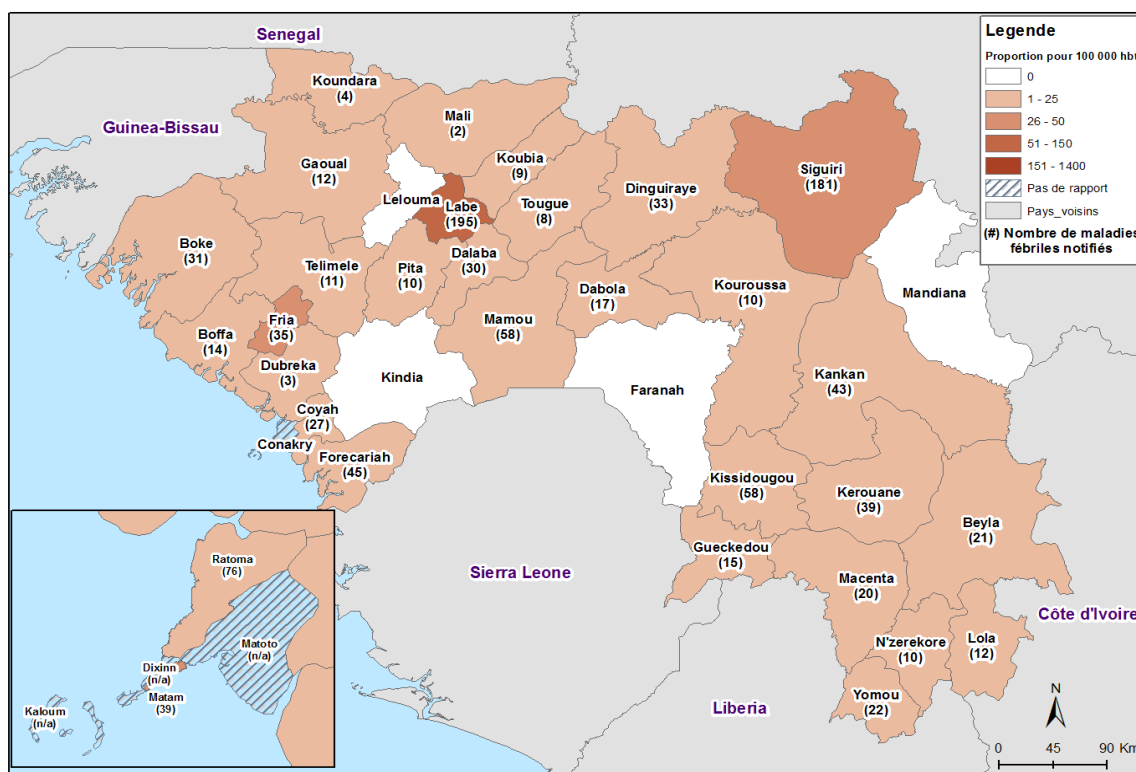 Senegal
Koundara
(4)
Guinea-Bissau
Mali
(2)
Koubia
(9)
Gaoual
(12)
Lelouma
Labe
(195)
Tougue
(8)
Dinguiraye
(33)
Siguiri
(181)
Boke
(31)
Telimele
(11)
Pita
(10)
Dalaba
(30)
Dabola
(17)
Kouroussa
(10)
Mandiana
Boffa
(14)
Fria
(35)
Mamou
(58)
Dubreka
(3)
Kindia
Faranah
Kankan
(43)
Coyah
(27)
Conakry
Forecariah
(45)
Kissidougou
(58)
Kerouane
(39)
Beyla
(21)
Gueckedou
(15)
Sierra Leone
Macenta
(20)
Côte d'Ivoire
N'zerekore
(10)
Lola
(12)
Yomou
(22)
Liberia
Legende
Proportion pour 100 000 hbt
0
1 - 25
26 - 50
51 - 150
151 - 1400
Pas de rapport
Pays_voisins
(#) Nombre de maladies
fébriles notifiés
Ratoma
(76)
Matoto
(n/a)
Dixinn
(n/a)
Matam
(39)
Kaloum
(n/a)
N
0 45 90 Km